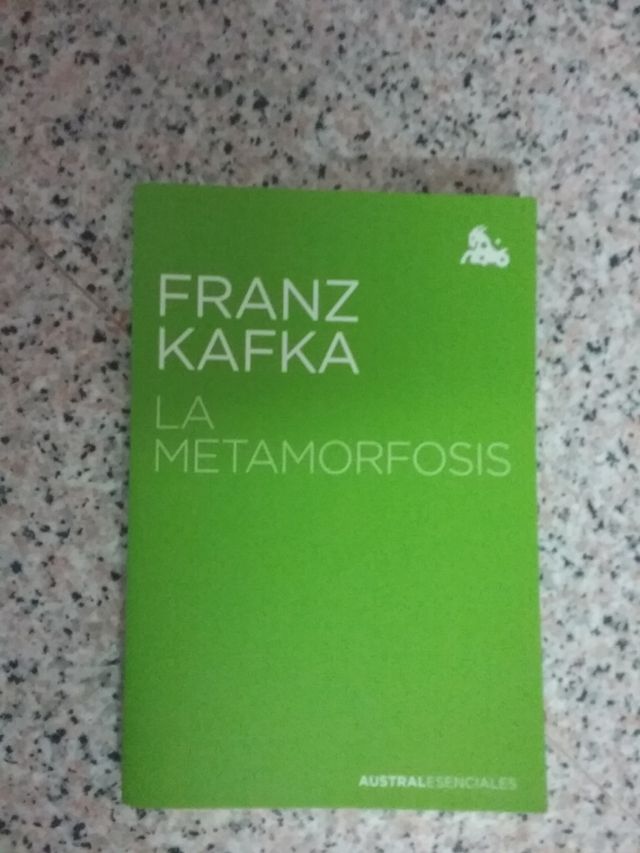 FRANZ
KAFKA
LA
METAMORFOSIS
AUSTRALESENCIALES